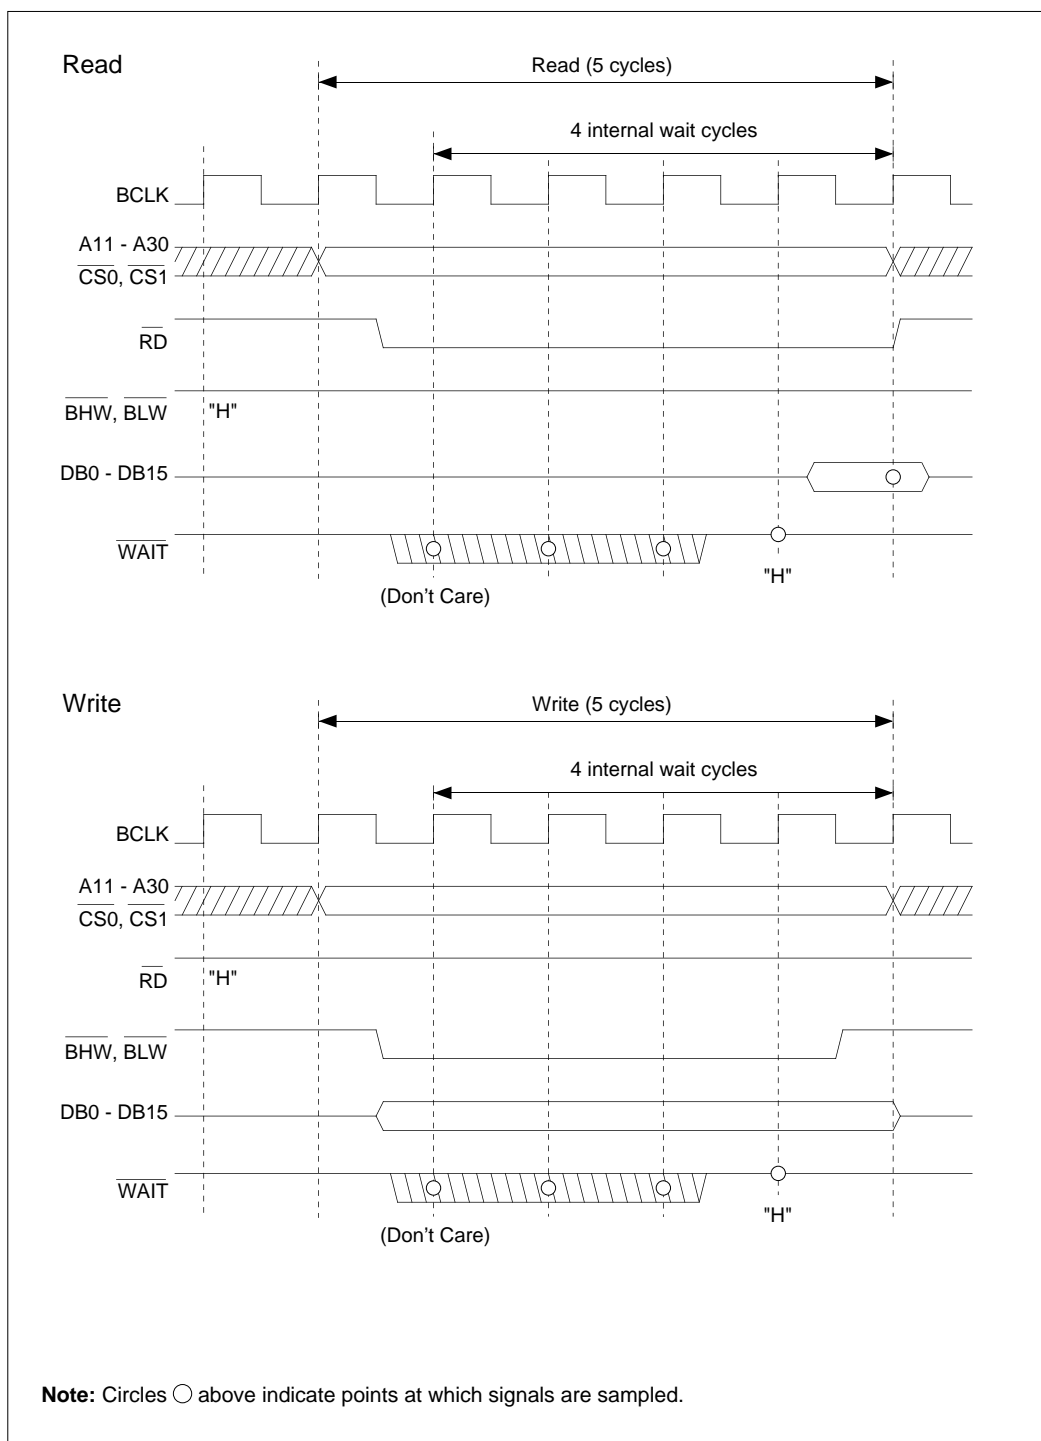 Read
Read (5 cycles)
4 internal wait cycles
BCLK
A11 - A30
CS0, CS1
RD
BHW, BLW
"H"
DB0 - DB15
WAIT
"H"
(Don't Care)
Write
Write (5 cycles)
4 internal wait cycles
BCLK
A11 - A30
CS0, CS1
RD
"H"
BHW, BLW
DB0 - DB15
WAIT
"H"
(Don't Care)
Note: Circles ○ above indicate points at which signals are sampled.